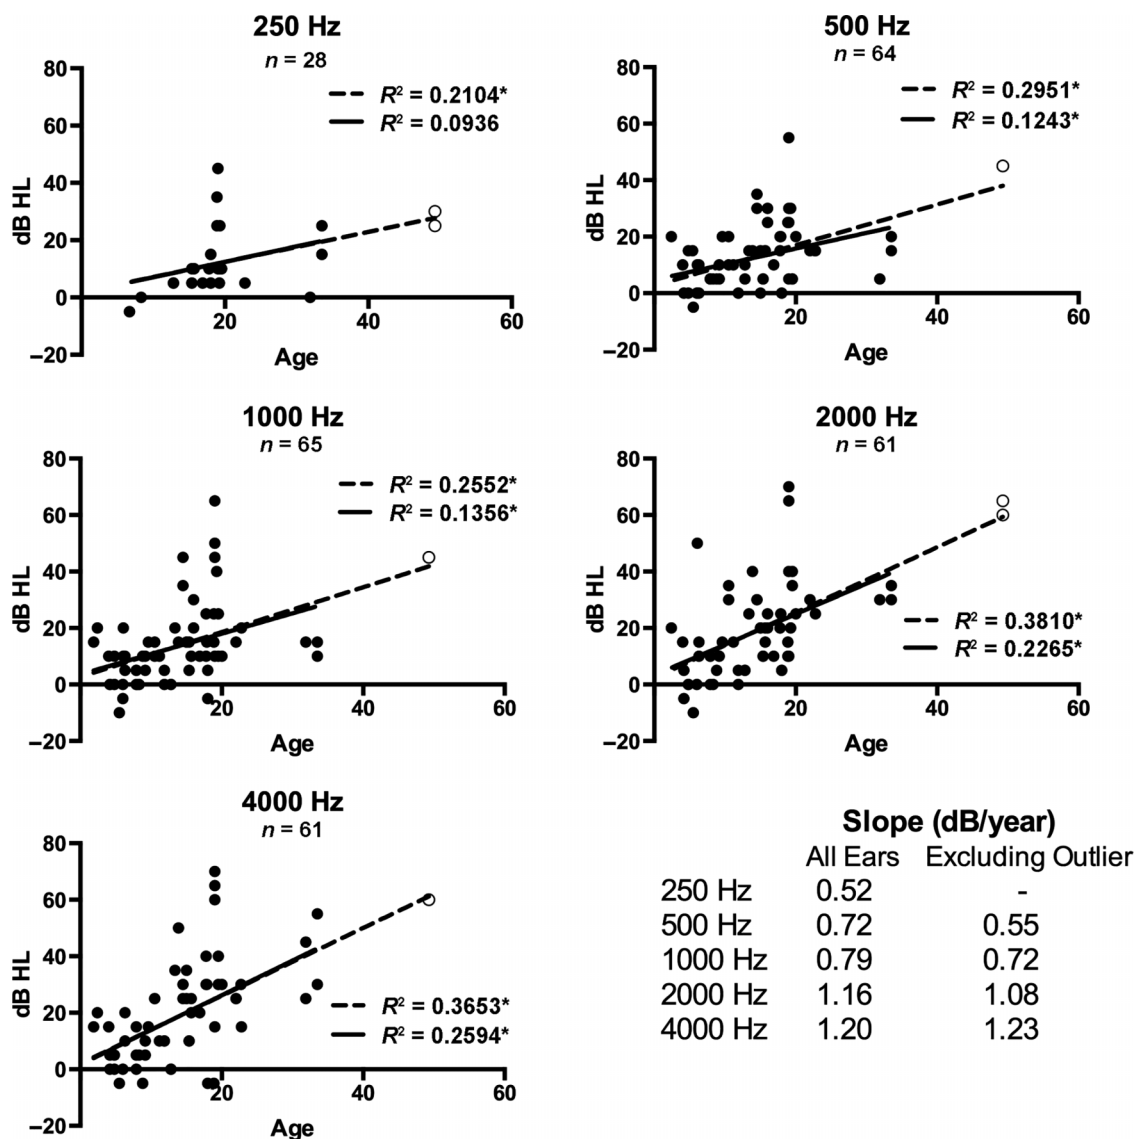 250 Hz
n = 28
R² = 0.2104*
R² = 0.0936
80
60
40
20
0
–20
dB HL
20
40
60
Age
500 Hz
n = 64
R² = 0.2951*
R² = 0.1243*
80
60
40
20
0
–20
dB HL
20
40
60
Age
1000 Hz
n = 65
R² = 0.2552*
R² = 0.1356*
80
60
40
20
0
–20
dB HL
20
40
60
Age
2000 Hz
n = 61
R² = 0.3810*
R² = 0.2265*
80
60
40
20
0
–20
dB HL
20
40
60
Age
4000 Hz
n = 61
R² = 0.3653*
R² = 0.2594*
80
60
40
20
0
–20
dB HL
20
40
60
Age
Slope (dB/year)
All Ears Excluding Outlier
250 Hz 0.52 -
500 Hz 0.72 0.55
1000 Hz 0.79 0.72
2000 Hz 1.16 1.08
4000 Hz 1.20 1.23